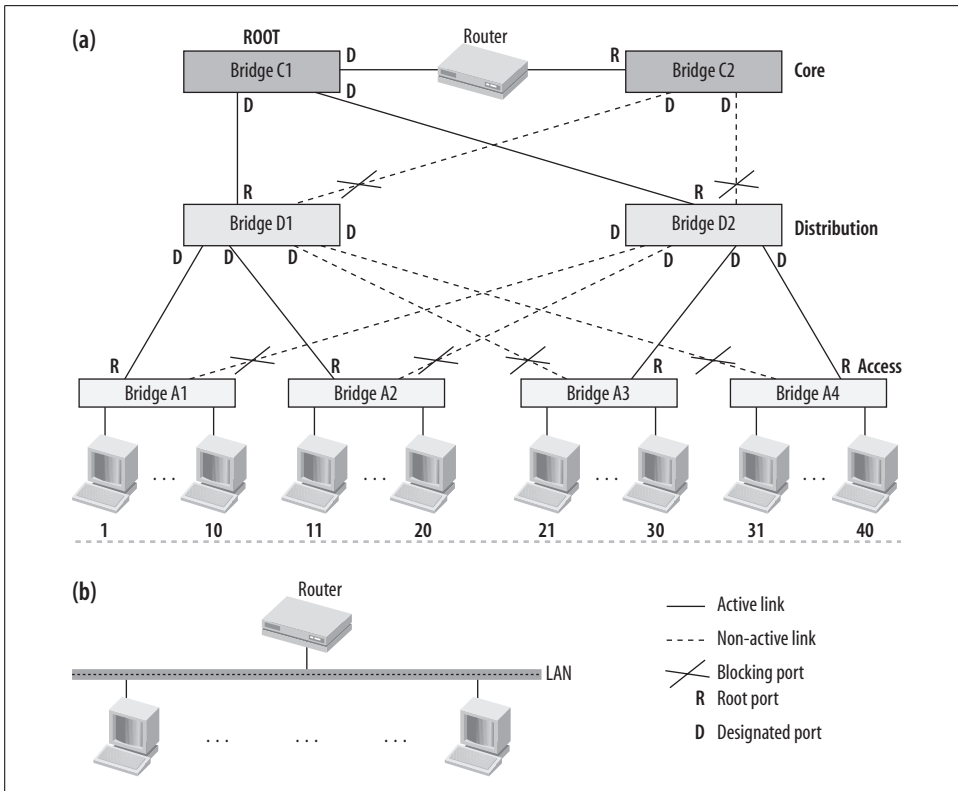 (a)
ROOT
Router
D
R
Bridge C1
Bridge C2
Core
D
D
D
D
D
R
R
Bridge D1
D
D
Bridge D2
Distribution
D
D
D
D
D
D
R
R
R
R
Access
Bridge A1
Bridge A2
Bridge A3
Bridge A4
. . .
. . .
. . .
. . .
1
10
11
20
21
30
31
40
(b)
Router
LAN
. . .
. . .
. . .
Active link
Non-active link
Blocking port
R Root port
D Designated port